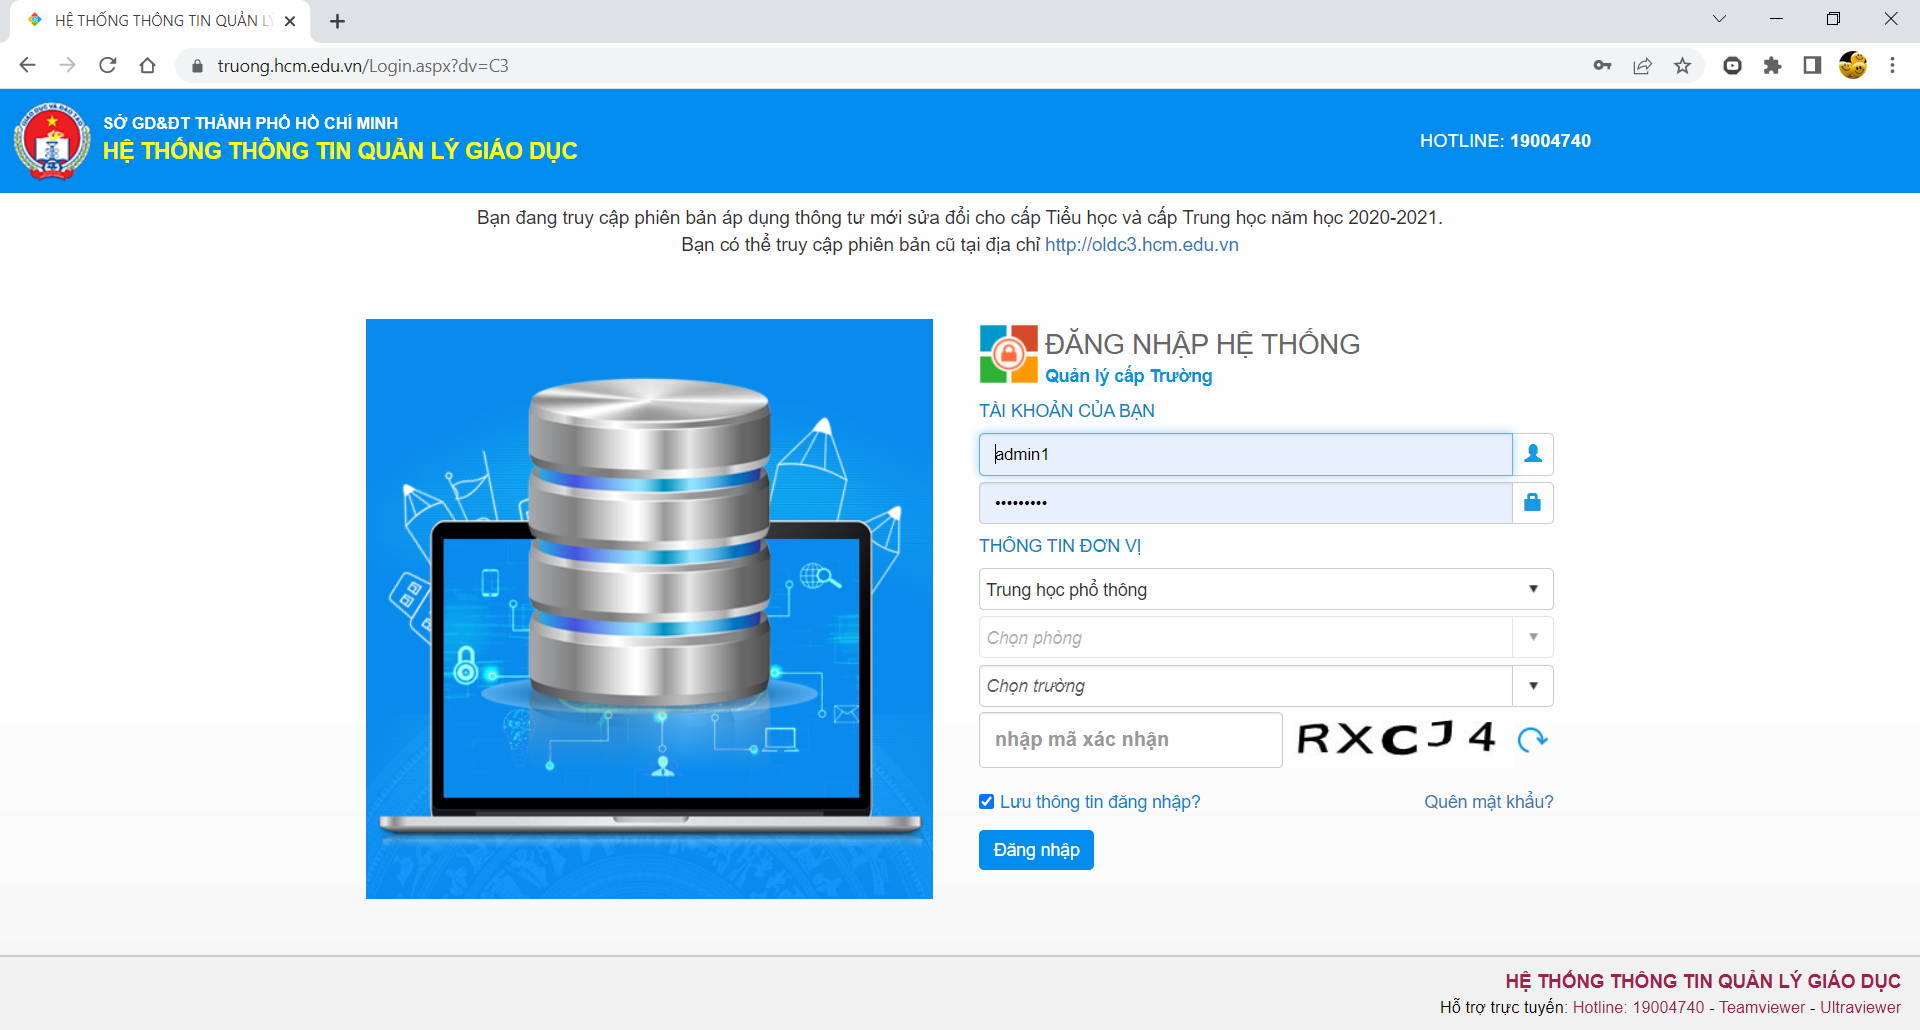 HỆ THỐNG THÔNG TIN QUẢN LÝ
truong.hcm.edu.vn/Login.aspx?dv=C3
SỞ GD&ĐT THÀNH PHỐ HỒ CHÍ MINH
HỆ THỐNG THÔNG TIN QUẢN LÝ GIÁO DỤC
HOTLINE: 19004740
Bạn đang truy cập phiên bản áp dụng thông tư mới sửa đổi cho cấp Tiểu học và cấp Trung học năm học 2020-2021.
Bạn có thể truy cập phiên bản cũ tại địa chỉ http://oldc3.hcm.edu.vn
ĐĂNG NHẬP HỆ THỐNG
Quản lý cấp Trường
TÀI KHOẢN CỦA BẠN
admin1
•••••••••
THÔNG TIN ĐƠN VỊ
Trung học phổ thông
Chọn phòng
Chọn trường
nhập mã xác nhận
RXCJ4
Lưu thông tin đăng nhập?
Quên mật khẩu?
Đăng nhập
HỆ THỐNG THÔNG TIN QUẢN LÝ GIÁO DỤC
Hỗ trợ trực tuyến: Hotline: 19004740 - Teamviewer - Ultraviewer